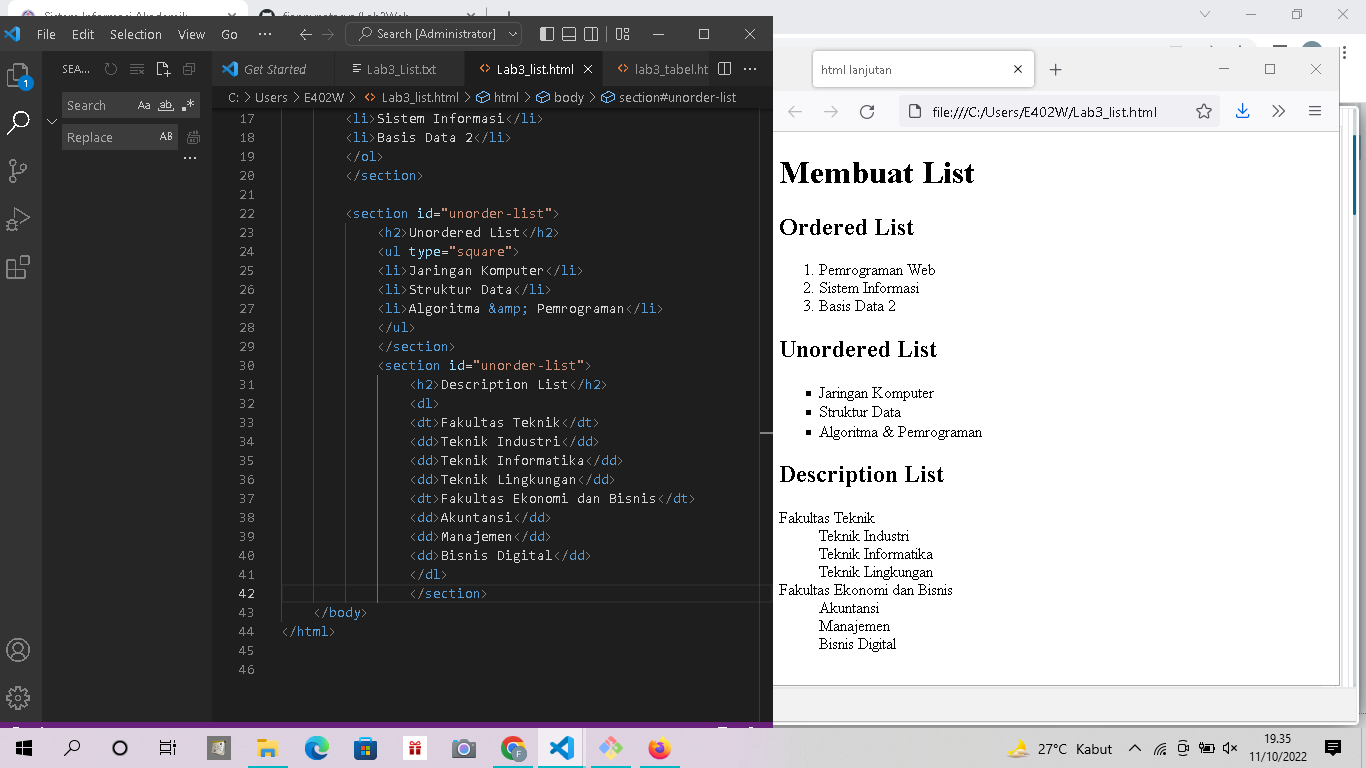 Sistem Informasi Akademik
File Edit Selection View Go ··· Search [Administrator]
SEA...
Search Aa ab .*
Replace AB
···
Get Started Lab3_List.txt Lab3_list.html lab3_tabel.ht ···
C: > Users > E402W > Lab3_list.html > html > body > section#unorder-list
17 <li>Sistem Informasi</li>
18 <li>Basis Data 2</li>
19 </ol>
20 </section>
21
22 <section id="unorder-list">
23 <h2>Unordered List</h2>
24 <ul type="square">
25 <li>Jaringan Komputer</li>
26 <li>Struktur Data</li>
27 <li>Algoritma &amp; Pemrograman</li>
28 </ul>
29 </section>
30 <section id="unorder-list">
31 <h2>Description List</h2>
32 <dl>
33 <dt>Fakultas Teknik</dt>
34 <dd>Teknik Industri</dd>
35 <dd>Teknik Informatika</dd>
36 <dd>Teknik Lingkungan</dd>
37 <dt>Fakultas Ekonomi dan Bisnis</dt>
38 <dd>Akuntansi</dd>
39 <dd>Manajemen</dd>
40 <dd>Bisnis Digital</dd>
41 </dl>
42 </section>
43 </body>
44 </html>
45
46
1
html lanjutan
file:///C:/Users/E402W/Lab3_list.html
Membuat List
Ordered List
1. Pemrograman Web
2. Sistem Informasi
3. Basis Data 2
Unordered List
Jaringan Komputer
Struktur Data
Algoritma & Pemrograman
Description List
Fakultas Teknik
Teknik Industri
Teknik Informatika
Teknik Lingkungan
Fakultas Ekonomi dan Bisnis
Akuntansi
Manajemen
Bisnis Digital
F
27°C Kabut
19.35
11/10/2022